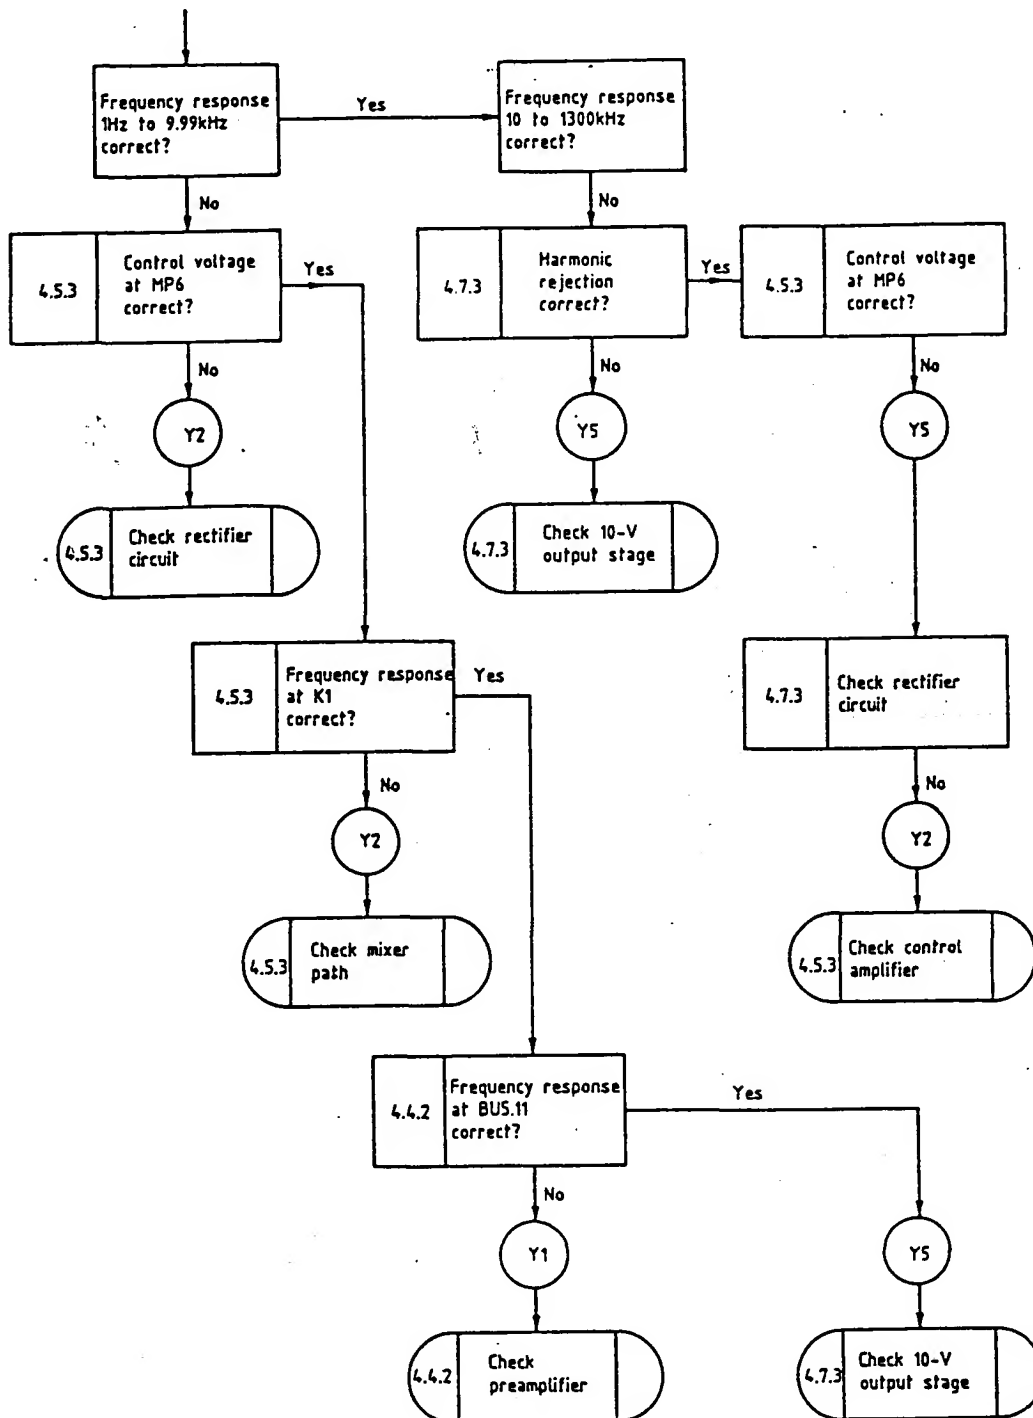 Frequency response
1Hz to 9.99kHz
correct?
Yes
Frequency response
10 to 1300kHz
correct?
No
No
4.5.3
Control voltage
at MP6
correct?
Yes
4.7.3
Harmonic
rejection
correct?
Yes
4.5.3
Control voltage
at MP6
correct?
No
No
No
Y2
Y5
Y5
4.5.3
Check rectifier
circuit
4.7.3
Check 10-V
output stage
4.5.3
Frequency response
at K1
correct?
Yes
4.7.3
Check rectifier
circuit
No
No
Y2
Y2
4.5.3
Check mixer
path
4.5.3
Check control
amplifier
4.4.2
Frequency response
at BUS.11
correct?
Yes
No
Y1
Y5
4.4.2
Check
preamplifier
4.7.3
Check 10-V
output stage